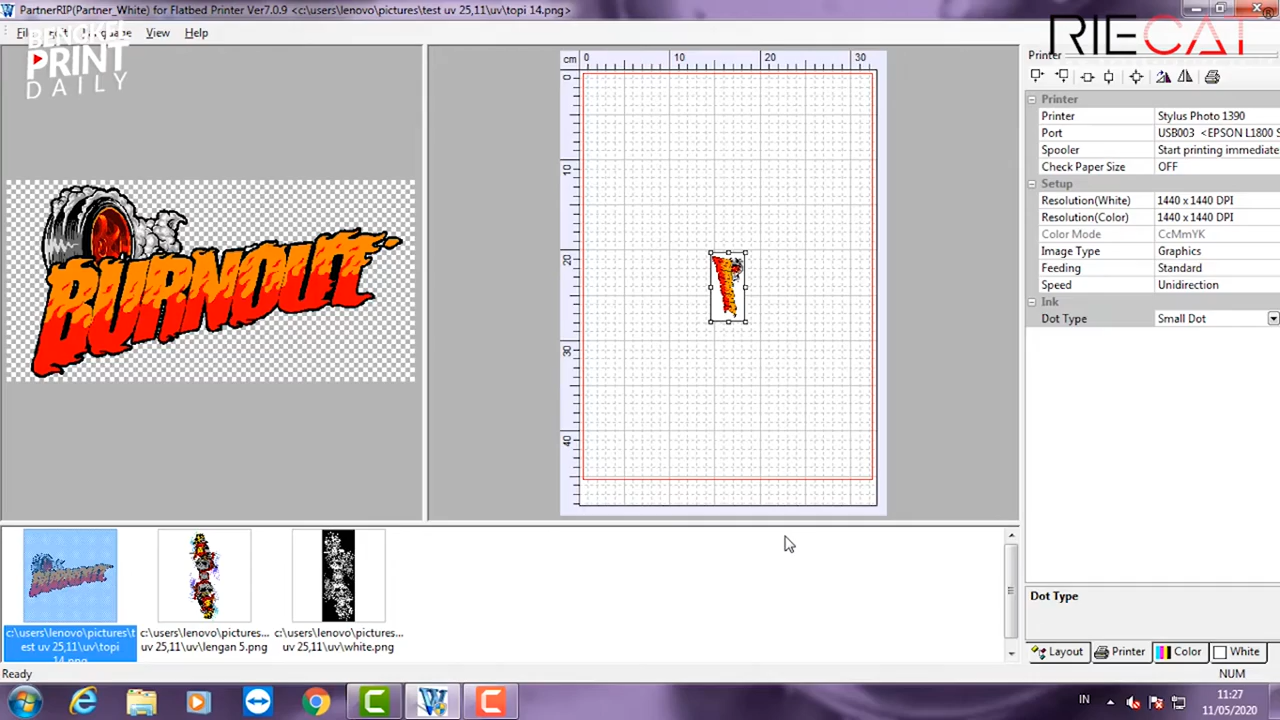 PartnerRIP(Partner_White) for Flatbed Printer Ver7.0.9 <c:\users\lenovo\pictures\test uv 25,11\uv\topi 14.png>
View Help
BENGKEL
PRINT
DAILY
RIECAT®
BURNOUT
cm 0 10 20 30
0
10
20
30
40
Printer
Printer
Printer Stylus Photo 1390
Port USB003 <EPSON L1800 S
Spooler Start printing immediate
Check Paper Size OFF
Setup
Resolution(White) 1440 x 1440 DPI
Resolution(Color) 1440 x 1440 DPI
Color Mode CcMmYK
Image Type Graphics
Feeding Standard
Speed Unidirection
Ink
Dot Type Small Dot
Dot Type
c:\users\lenovo\pictures\t
est uv 25,11\uv\topi
14.png
c:\users\lenovo\pictures...
uv 25,11\uv\lengan 5.png
c:\users\lenovo\pictures...
uv 25,11\uv\white.png
Layout Printer Color White
Ready NUM
IN 11:27
11/05/2020